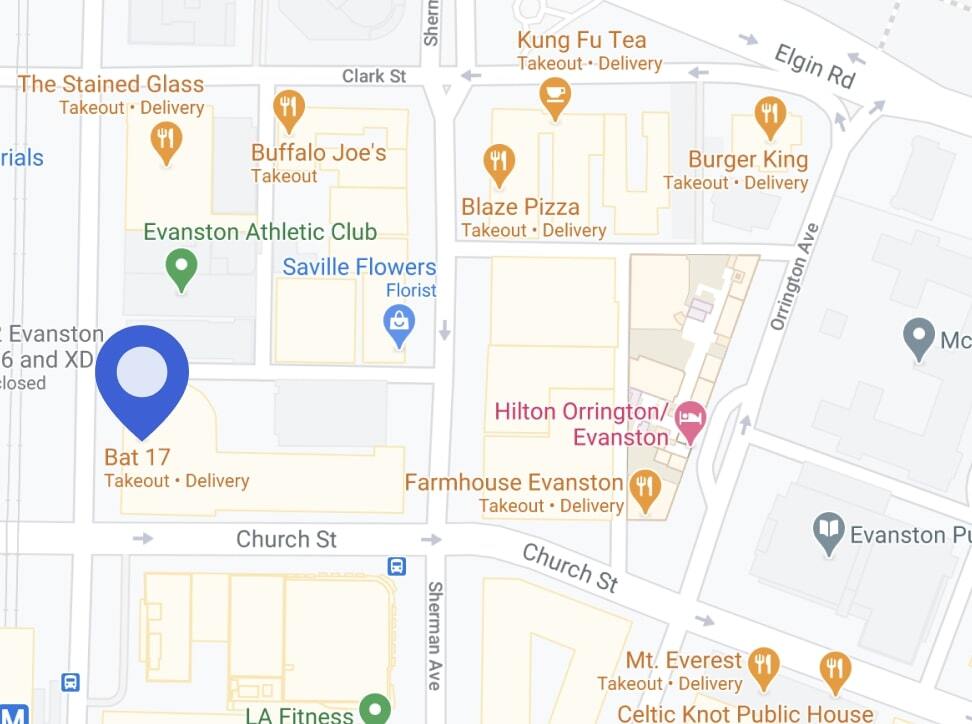 Sherm
Kung Fu Tea
Takeout • Delivery
Elgin Rd
Clark St
The Stained Glass
Takeout • Delivery
Buffalo Joe's
Takeout
rials
Burger King
Takeout • Delivery
Blaze Pizza
Takeout • Delivery
Evanston Athletic Club
Saville Flowers
Florist
Orrington Ave
2 Evanston
6 and XD
closed
Mc
Hilton Orrington/
Evanston
Bat 17
Takeout • Delivery
Farmhouse Evanston
Takeout • Delivery
Church St
Evanston Pu
Church St
Sherman Ave
Mt. Everest
Takeout • Delivery
LA Fitness
Celtic Knot Public House
M